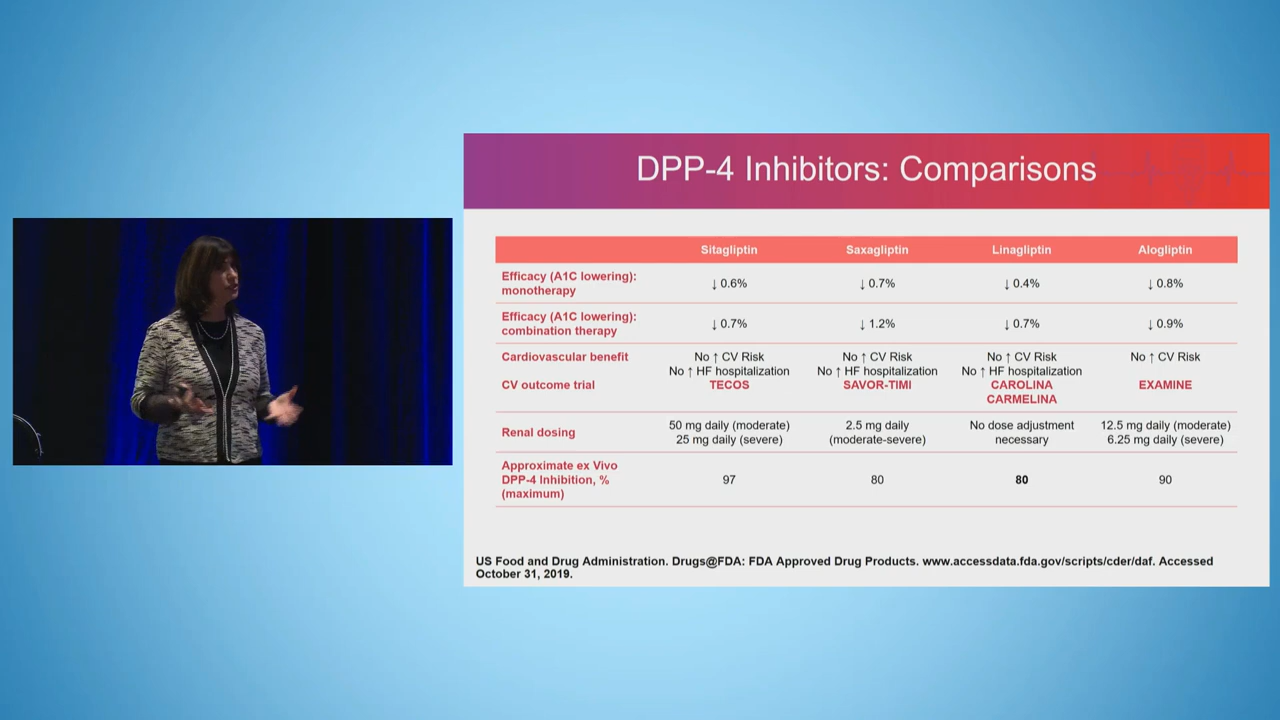 DPP-4 Inhibitors: Comparisons
Sitagliptin Saxagliptin Linagliptin Alogliptin
Efficacy (A1C lowering):
monotherapy
↓ 0.6% ↓ 0.7% ↓ 0.4% ↓ 0.8%
Efficacy (A1C lowering):
combination therapy
↓ 0.7% ↓ 1.2% ↓ 0.7% ↓ 0.9%
Cardiovascular benefit No ↑ CV Risk No ↑ CV Risk No ↑ CV Risk No ↑ CV Risk
No ↑ HF hospitalization No ↑ HF hospitalization No ↑ HF hospitalization
CV outcome trial TECOS SAVOR-TIMI CAROLINA EXAMINE
CARMELINA
Renal dosing
50 mg daily (moderate) 2.5 mg daily No dose adjustment 12.5 mg daily (moderate)
25 mg daily (severe) (moderate-severe) necessary 6.25 mg daily (severe)
Approximate ex Vivo
DPP-4 Inhibition, %
(maximum)
97 80 80 90
US Food and Drug Administration. Drugs@FDA: FDA Approved Drug Products. www.accessdata.fda.gov/scripts/cder/daf. Accessed
October 31, 2019.